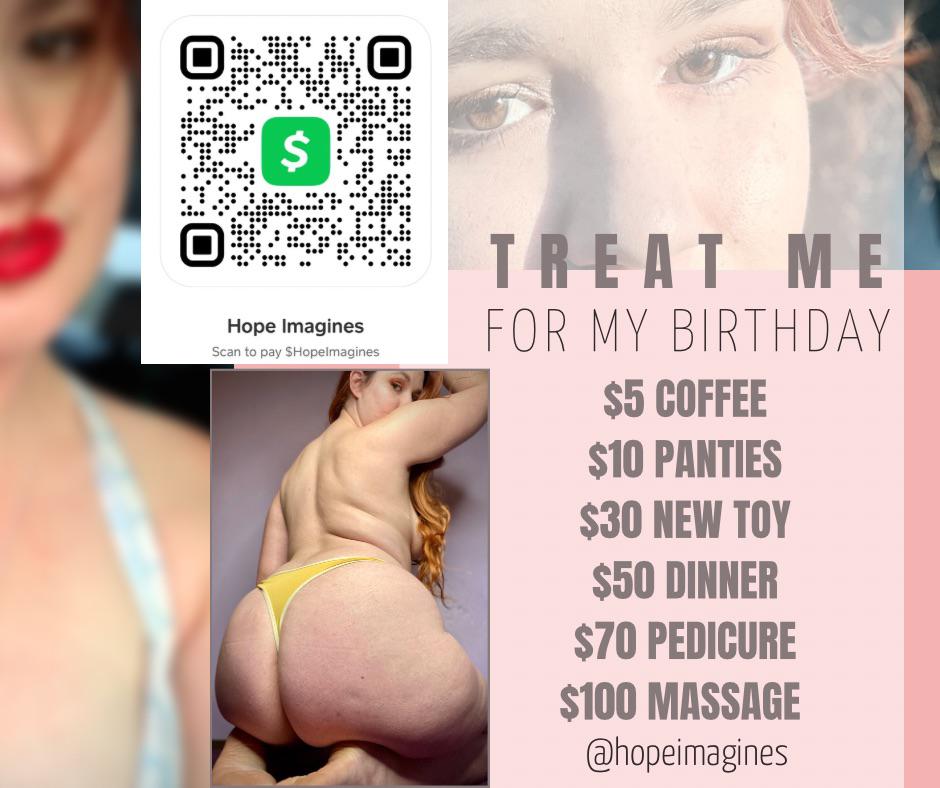 $
Hope Imagines
Scan to pay $HopeImagines
TREAT ME
FOR MY BIRTHDAY
$5 COFFEE
$10 PANTIES
$30 NEW TOY
$50 DINNER
$70 PEDICURE
$100 MASSAGE
@hopeimagines